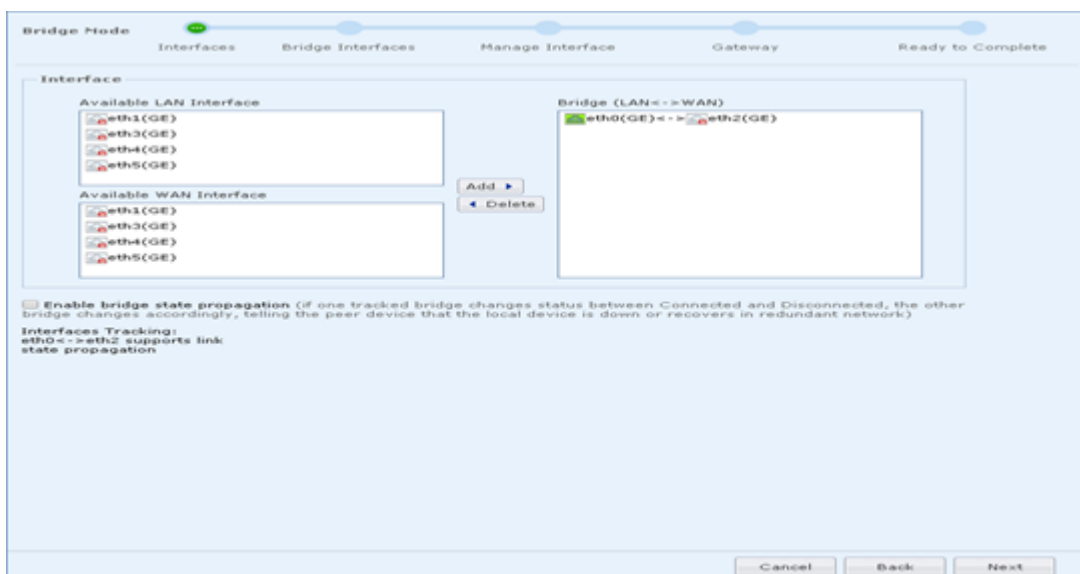 Bridge Mode
Interfaces
Bridge Interfaces
Manage Interface
Gateway
Ready to Complete
Interface
Available LAN Interface
eth1(GE)
eth3(GE)
eth4(GE)
eth5(GE)
Available WAN Interface
eth1(GE)
eth3(GE)
eth4(GE)
eth5(GE)
Add
Delete
Bridge (LAN<->WAN)
eth0(GE)<->eth2(GE)
Enable bridge state propagation (if one tracked bridge changes status between Connected and Disconnected, the other
bridge changes accordingly, telling the peer device that the local device is down or recovers in redundant network)
Interfaces Tracking:
eth0<->eth2 supports link
state propagation
Cancel
Back
Next